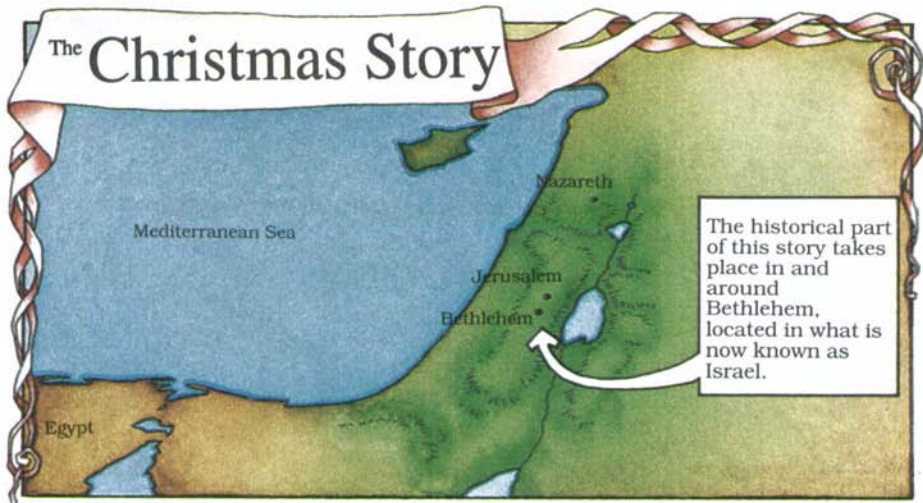 The
Christmas Story
Nazareth
Mediterranean Sea
The historical part
of this story takes
place in and
around
Bethlehem,
located in what is
now known as
Israel.
Jerusalem
Bethlehem
Egypt